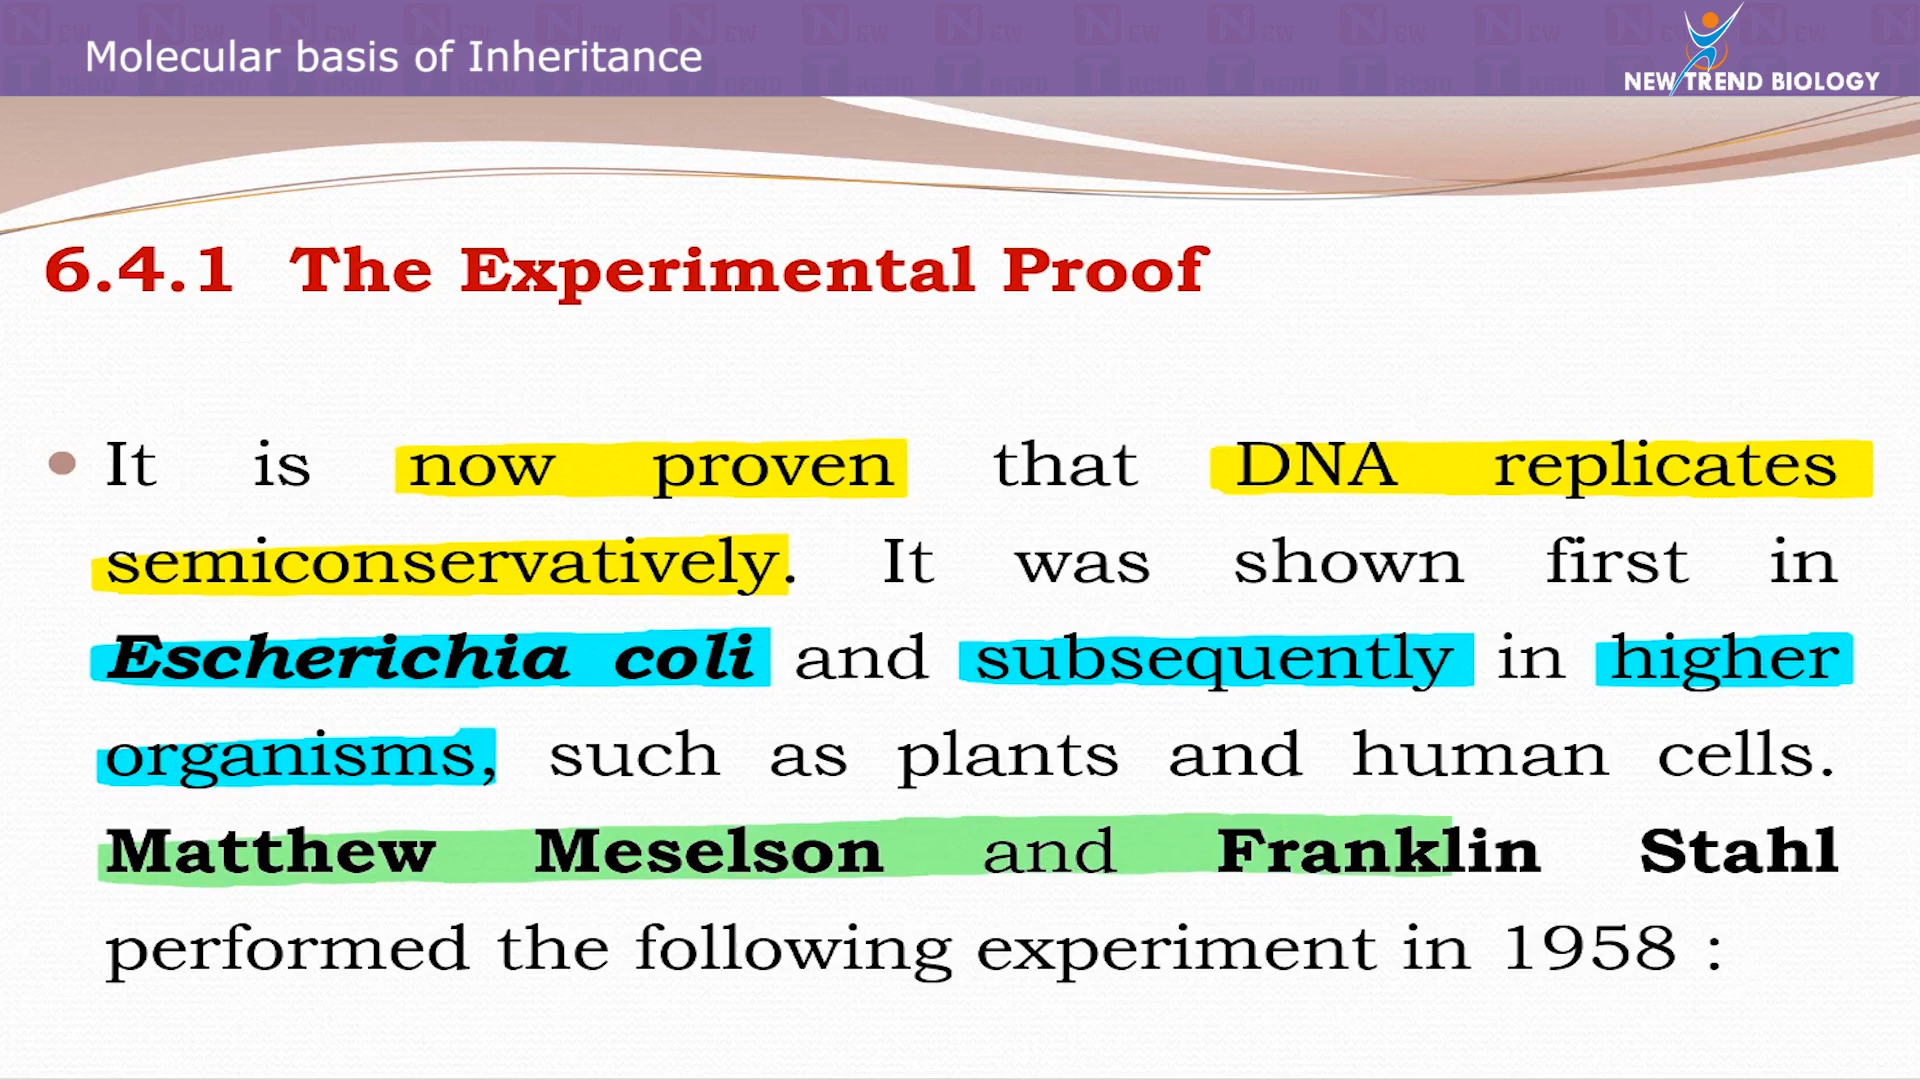 Molecular basis of Inheritance
NEW TREND BIOLOGY
6.4.1 The Experimental Proof
• It is now proven that DNA replicates
semiconservatively. It was shown first in
Escherichia coli and subsequently in higher
organisms, such as plants and human cells.
Matthew Meselson and Franklin Stahl
performed the following experiment in 1958 :